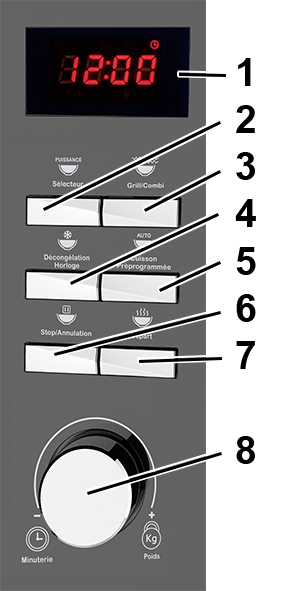 12:00
1
2
PUISSANCE
Sélecteur
Grill/Combi
3
4
AUTO
Décongélation
Horloge
Cuisson
Préprogrammée
5
6
Stop/Annulation
Départ
7
8
- +
Kg
Minuterie
Poids